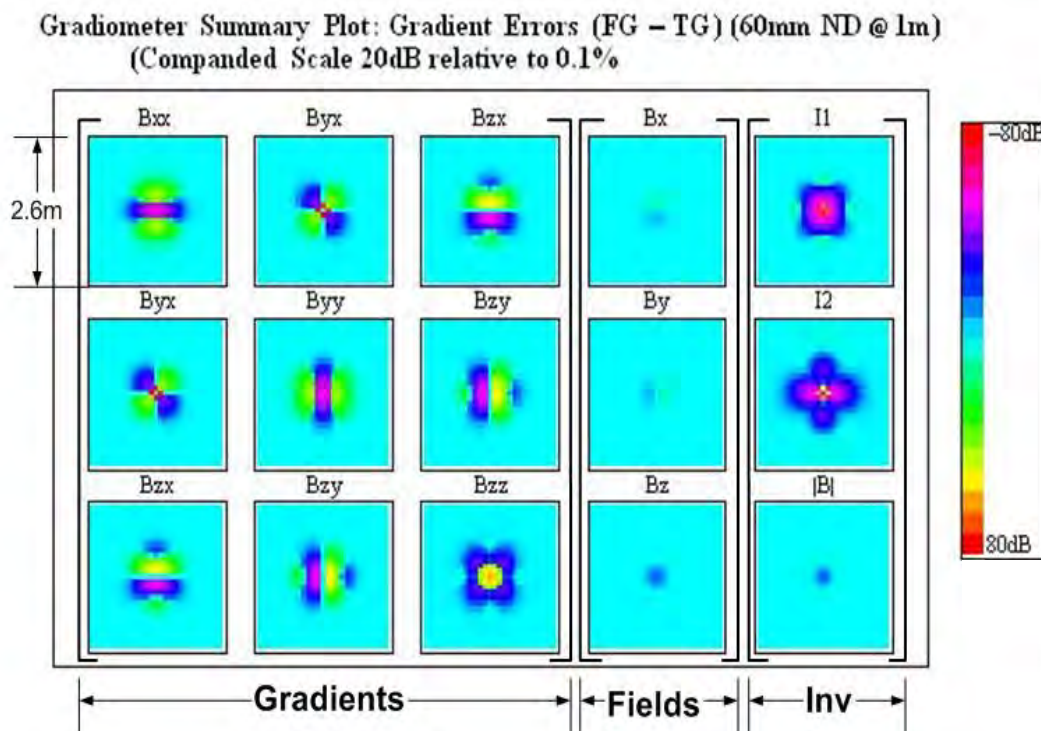 Gradiometer Summary Plot: Gradient Errors (FG – TG) (60mm ND @ 1m)
(Companded Scale 20dB relative to 0.1%
Bxx Byx Bzx Bx I1
–80dB
2.6m
Byx Byy Bzy By I2
Bzx Bzy Bzz Bz |B|
80dB
Gradients Fields Inv